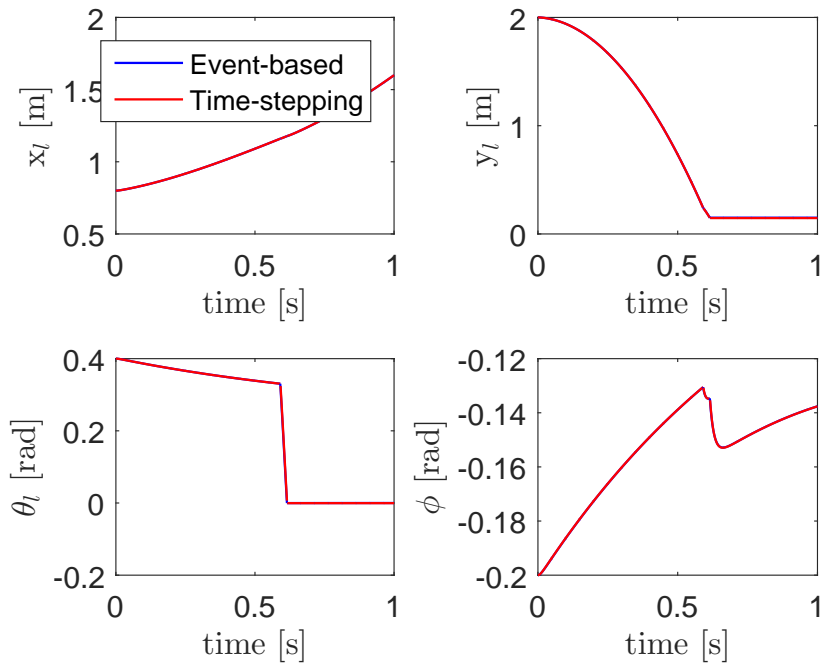 2
1.5
1
0.5
x_l [m]
0
0.5
1
time [s]
Event-based
Time-stepping
2
1
0
y_l [m]
0
0.5
1
time [s]
0.4
0.2
0
-0.2
θ_l [rad]
0
0.5
1
time [s]
-0.12
-0.14
-0.16
-0.18
-0.2
ϕ [rad]
0
0.5
1
time [s]